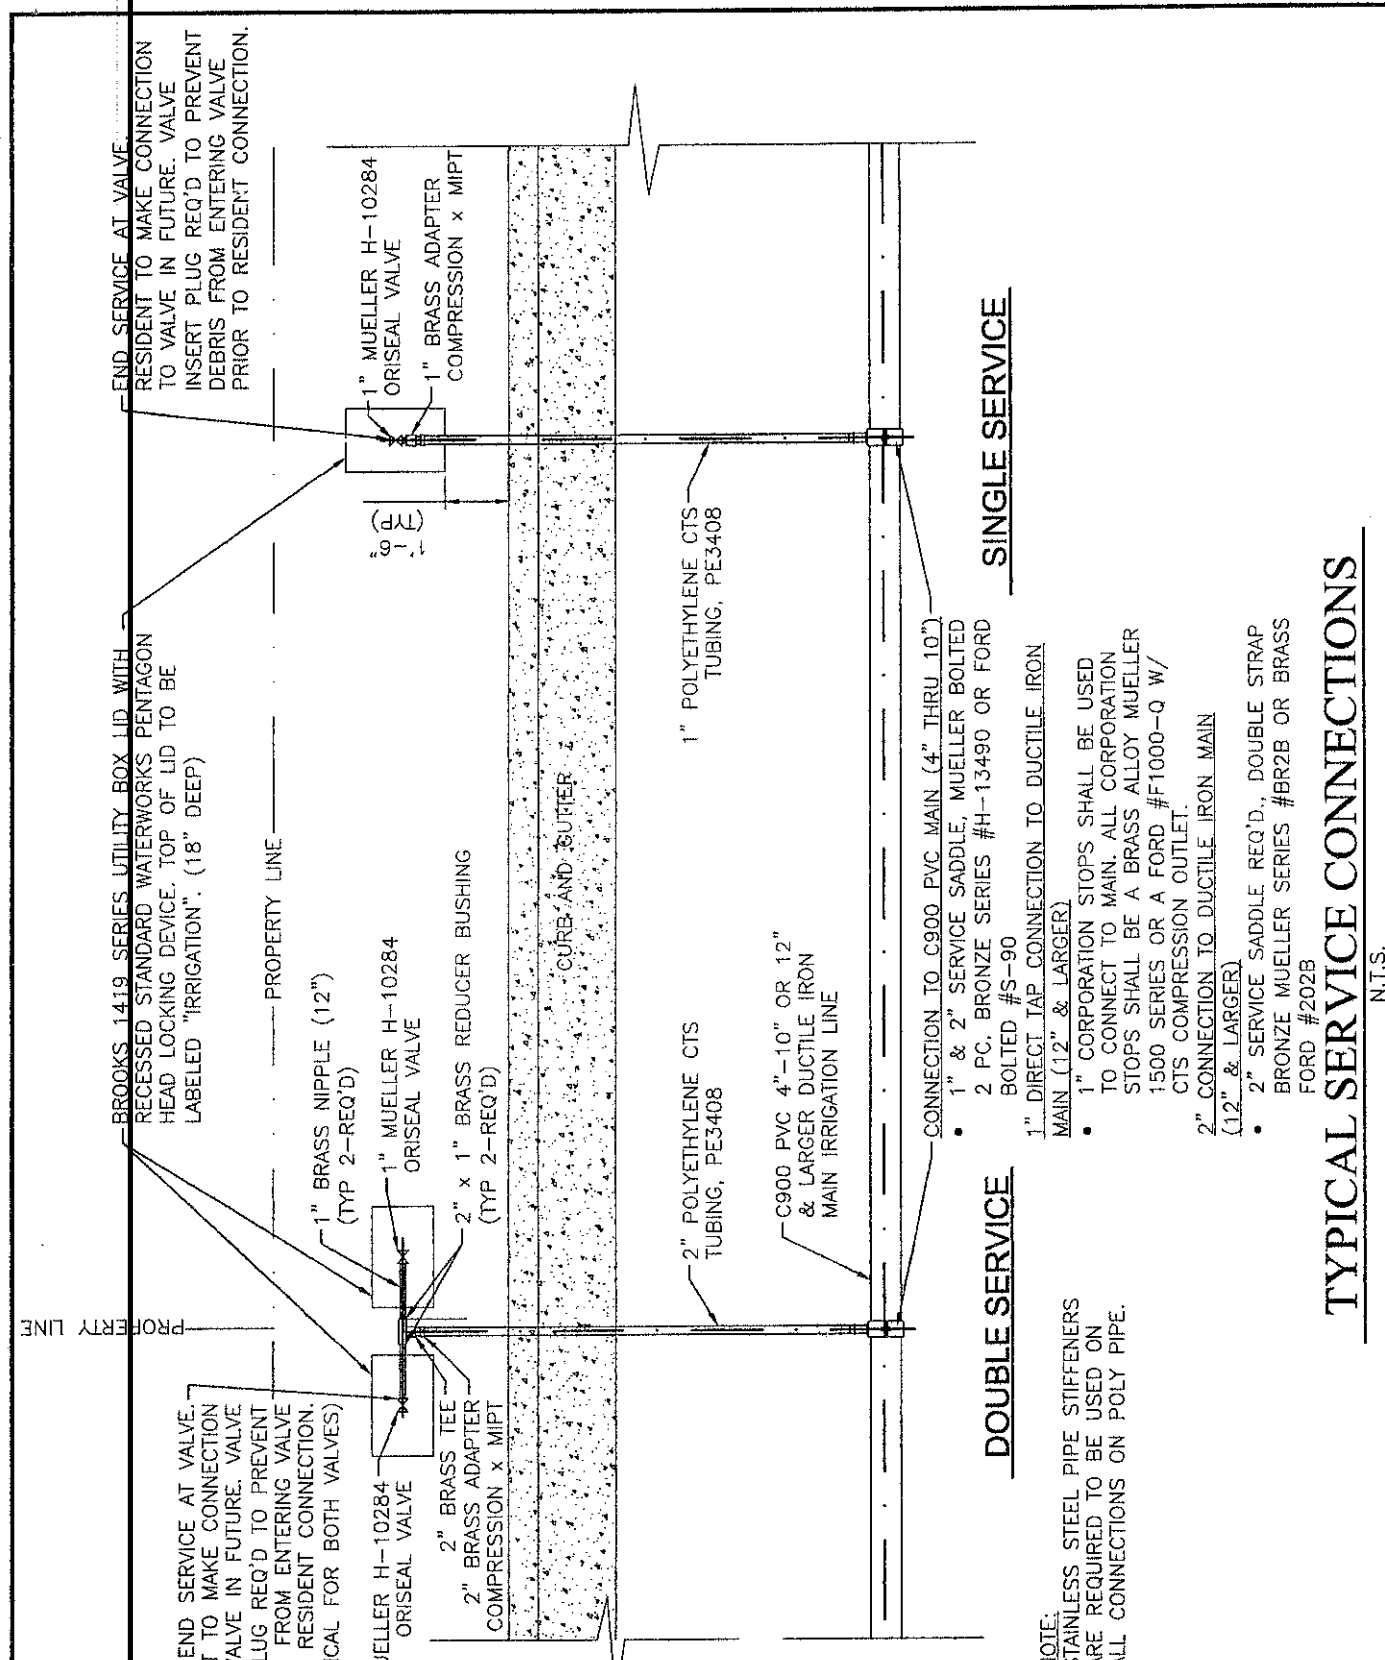 PROPERTY LINE
END SERVICE AT VALVE.
TO MAKE CONNECTION
VALVE IN FUTURE. VALVE
PLUG REQ'D TO PREVENT
FROM ENTERING VALVE
RESIDENT CONNECTION.
BOTH VALVES)
BROOKS 1419 SERIES UTILITY BOX LID WITH
RECESSED STANDARD WATERWORKS PENTAGON
HEAD LOCKING DEVICE. TOP OF LID TO BE
LABELED "IRRIGATION". (18" DEEP)
END SERVICE AT VALVE.
RESIDENT TO MAKE CONNECTION
TO VALVE IN FUTURE. VALVE
INSERT PLUG REQ'D TO PREVENT
DEBRIS FROM ENTERING VALVE
PRIOR TO RESIDENT CONNECTION.
PROPERTY LINE
1" BRASS NIPPLE (12")
(TYP 2-REQ'D)
1" MUELLER H-10284
ORISEAL VALVE
2" x 1" BRASS REDUCER BUSHING
(TYP 2-REQ'D)
MUELLER H-10284
ORISEAL VALVE
2" BRASS TEE
2" BRASS ADAPTER
COMPRESSION x MIPT
1'-6"
(TYP)
1" MUELLER H-10284
ORISEAL VALVE
1" BRASS ADAPTER
COMPRESSION x MIPT
CURB AND GUTTER
2" POLYETHYLENE CTS
TUBING, PE3408
1" POLYETHYLENE CTS
TUBING, PE3408
C900 PVC 4"-10" OR 12"
& LARGER DUCTILE IRON
MAIN IRRIGATION LINE
DOUBLE SERVICE
SINGLE SERVICE
CONNECTION TO C900 PVC MAIN (4" THRU 10")
• 1" & 2" SERVICE SADDLE, MUELLER BOLTED
2 PC. BRONZE SERIES #H-13490 OR FORD
BOLTED #S-90
1" DIRECT TAP CONNECTION TO DUCTILE IRON
MAIN (12" & LARGER)
• 1" CORPORATION STOPS SHALL BE USED
TO CONNECT TO MAIN. ALL CORPORATION
STOPS SHALL BE A BRASS ALLOY MUELLER
1500 SERIES OR A FORD #F1000-Q W/
CTS COMPRESSION OUTLET.
2" CONNECTION TO DUCTILE IRON MAIN
(12" & LARGER)
• 2" SERVICE SADDLE REQ'D., DOUBLE STRAP
BRONZE MUELLER SERIES #BR2B OR BRASS
FORD #202B
NOTE:
STAINLESS STEEL PIPE STIFFENERS
ARE REQUIRED TO BE USED ON
ALL CONNECTIONS ON POLY PIPE.
TYPICAL SERVICE CONNECTIONS
N.T.S.